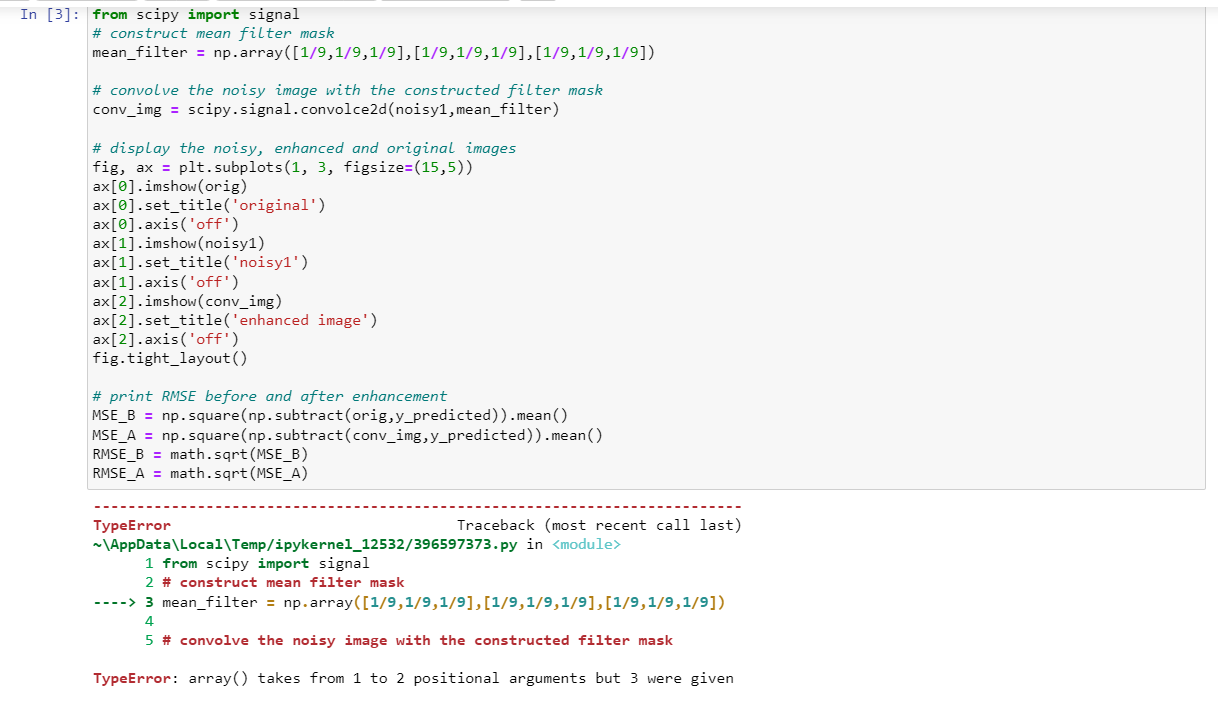 In [3]: from scipy import signal
# construct mean filter mask
mean_filter = np.array([1/9,1/9,1/9],[1/9,1/9,1/9],[1/9,1/9,1/9])
# convolve the noisy image with the constructed filter mask
conv_img = scipy.signal.convolce2d(noisy1,mean_filter)
# display the noisy, enhanced and original images
fig, ax = plt.subplots(1, 3, figsize=(15,5))
ax[0].imshow(orig)
ax[0].set_title('original')
ax[0].axis('off')
ax[1].imshow(noisy1)
ax[1].set_title('noisy1')
ax[1].axis('off')
ax[2].imshow(conv_img)
ax[2].set_title('enhanced image')
ax[2].axis('off')
fig.tight_layout()
# print RMSE before and after enhancement
MSE_B = np.square(np.subtract(orig,y_predicted)).mean()
MSE_A = np.square(np.subtract(conv_img,y_predicted)).mean()
RMSE_B = math.sqrt(MSE_B)
RMSE_A = math.sqrt(MSE_A)
---------------------------------------------------------------------------
TypeError                                 Traceback (most recent call last)
~\AppData\Local\Temp/ipykernel_12532/396597373.py in <module>
      1 from scipy import signal
      2 # construct mean filter mask
----> 3 mean_filter = np.array([1/9,1/9,1/9],[1/9,1/9,1/9],[1/9,1/9,1/9])
      4
      5 # convolve the noisy image with the constructed filter mask
TypeError: array() takes from 1 to 2 positional arguments but 3 were given